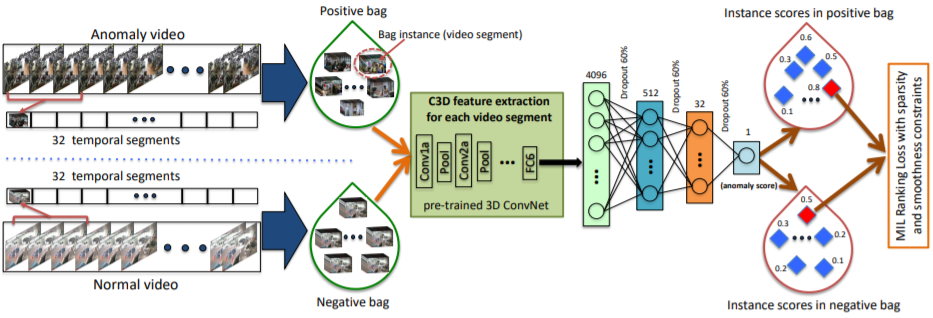 Anomaly video
32 temporal segments
32 temporal segments
Normal video
Positive bag
Bag instance (video segment)
Negative bag
C3D feature extraction
for each video segment
Conv1a
Pool
Conv2a
Pool
FC6
pre-trained 3D ConvNet
4096
Dropout 60%
512
Dropout 60%
32
Dropout 60%
1
(anomaly score)
Instance scores in positive bag
0.6
0.3
0.5
0.8
0.1
0.5
0.3
0.2
0.2
0.1
Instance scores in negative bag
MIL Ranking Loss with sparsity
and smoothness constraints